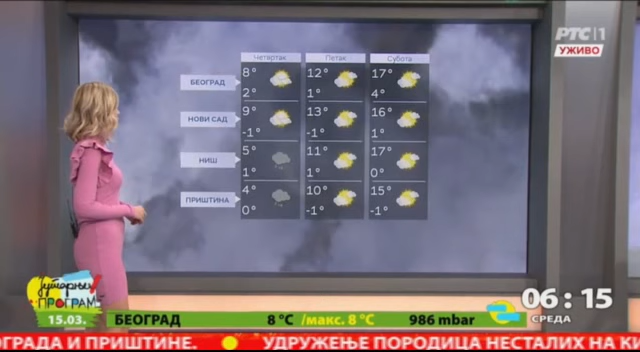 РТС|1
УЖИВО
Четвртак Петак Субота
БЕОГРАД 8° 2° 12° 1° 17° 4°
НОВИ САД 9° -1° 13° -1° 16° 1°
НИШ 5° 1° 11° 1° 17° 0°
ПРИШТИНА 4° 0° 10° -1° 15° -1°
Јутарњи
ПРОГРАМ
06:15
СРЕДА
15.03. БЕОГРАД 8 °C /макс. 8 °C 986 mbar
ОГРАДА И ПРИШТИНЕ. УДРУЖЕЊЕ ПОРОДИЦА НЕСТАЛИХ НА КИ